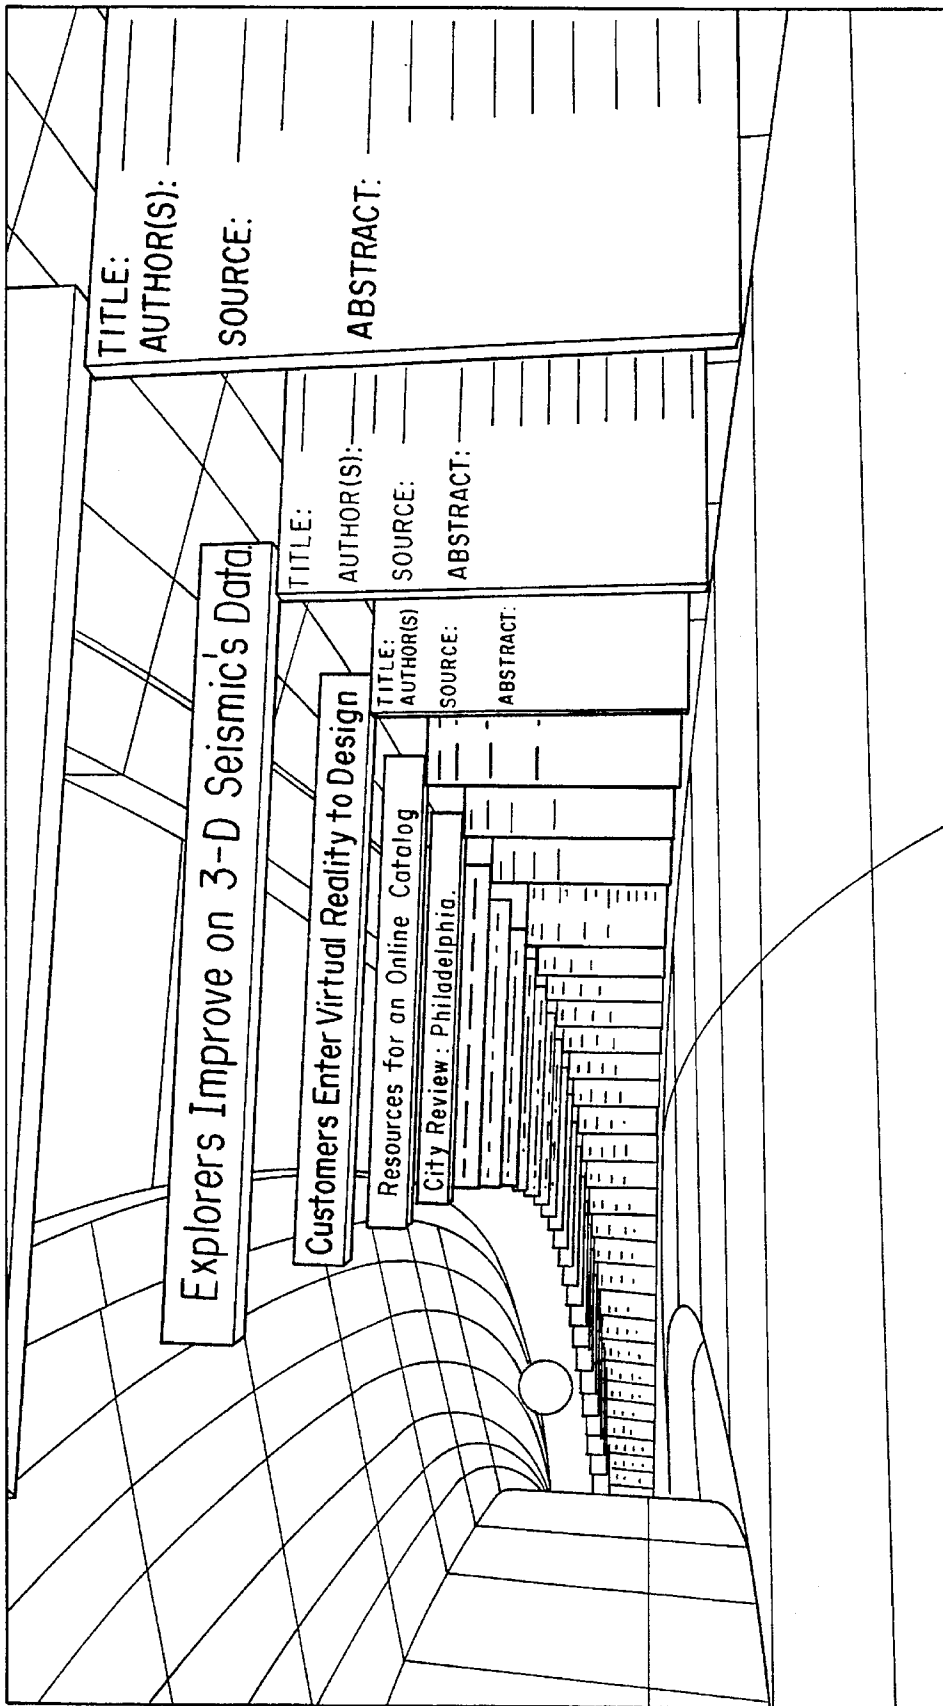 Explorers Improve on 3-D Seismic's Data
Customers Enter Virtual Reality to Design
Resources for an Online Catalog
City Review: Philadelphia.
TITLE:
AUTHOR(S)
SOURCE:
ABSTRACT:
TITLE:
AUTHOR(S):
SOURCE:
ABSTRACT:
TITLE:
AUTHOR(S):
SOURCE:
ABSTRACT: